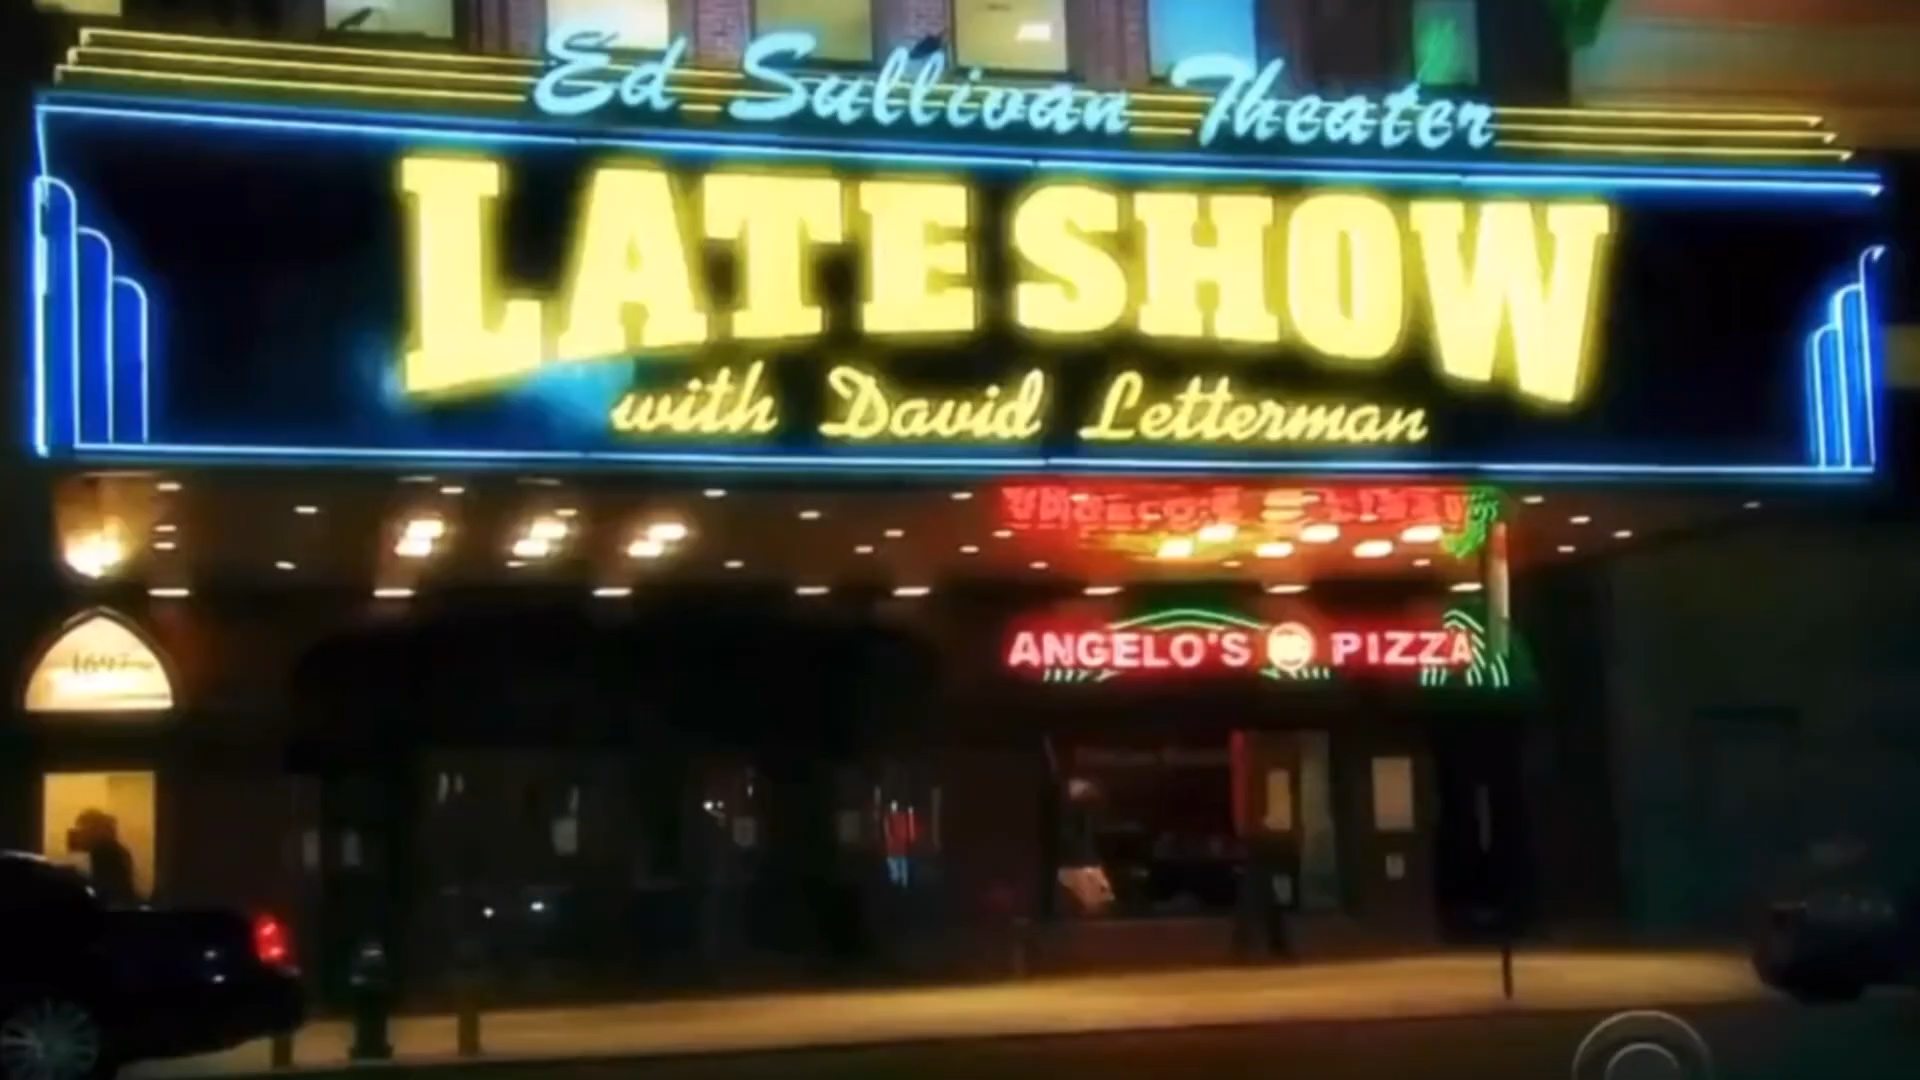 Ed Sullivan Theater
LATE SHOW
with David Letterman
ANGELO'S PIZZA